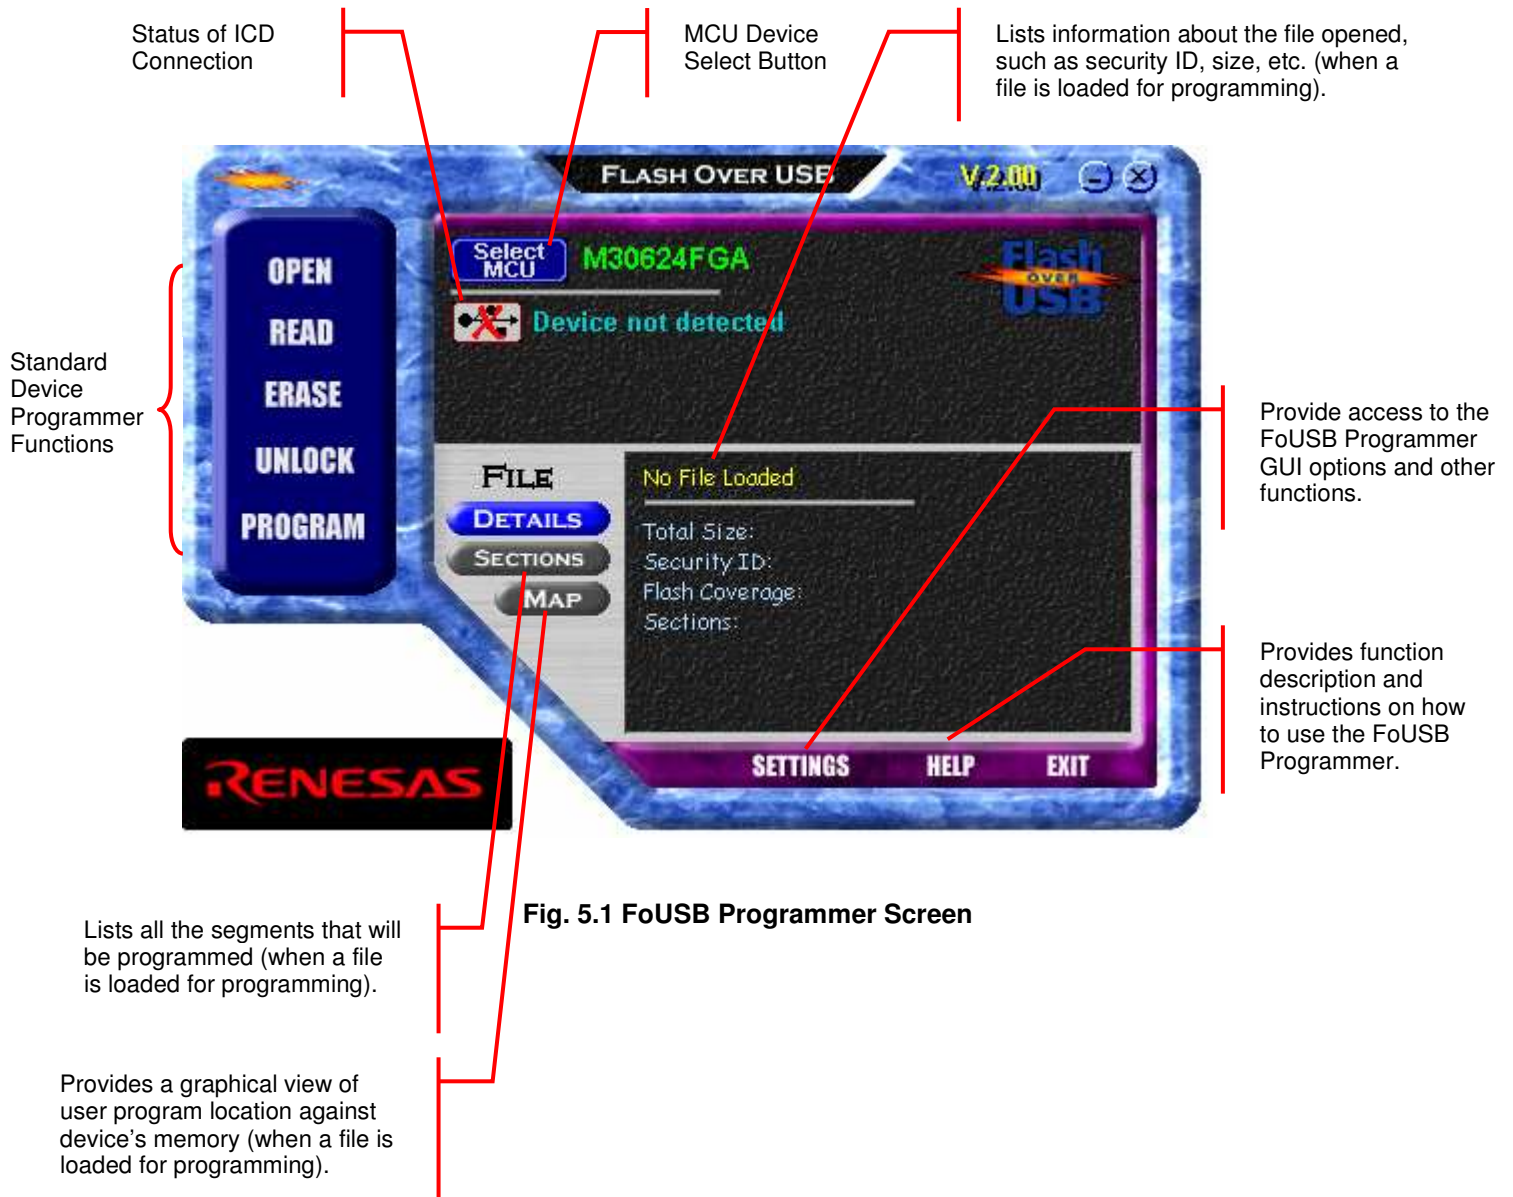 Status of ICD
Connection
MCU Device
Select Button
Lists information about the file opened,
such as security ID, size, etc. (when a
file is loaded for programming).
FLASH OVER USB
V.2.00
OPEN
READ
ERASE
UNLOCK
PROGRAM
Select
MCU
M30624FGA
Flash
OVER
USB
Device not detected
Standard
Device
Programmer
Functions
FILE
DETAILS
SECTIONS
MAP
No File Loaded
Total Size:
Security ID:
Flash Coverage:
Sections:
Provide access to the
FoUSB Programmer
GUI options and other
functions.
Provides function
description and
instructions on how
to use the FoUSB
Programmer.
SETTINGS
HELP
EXIT
RENESAS
Fig. 5.1 FoUSB Programmer Screen
Lists all the segments that will
be programmed (when a file
is loaded for programming).
Provides a graphical view of
user program location against
device’s memory (when a file is
loaded for programming).